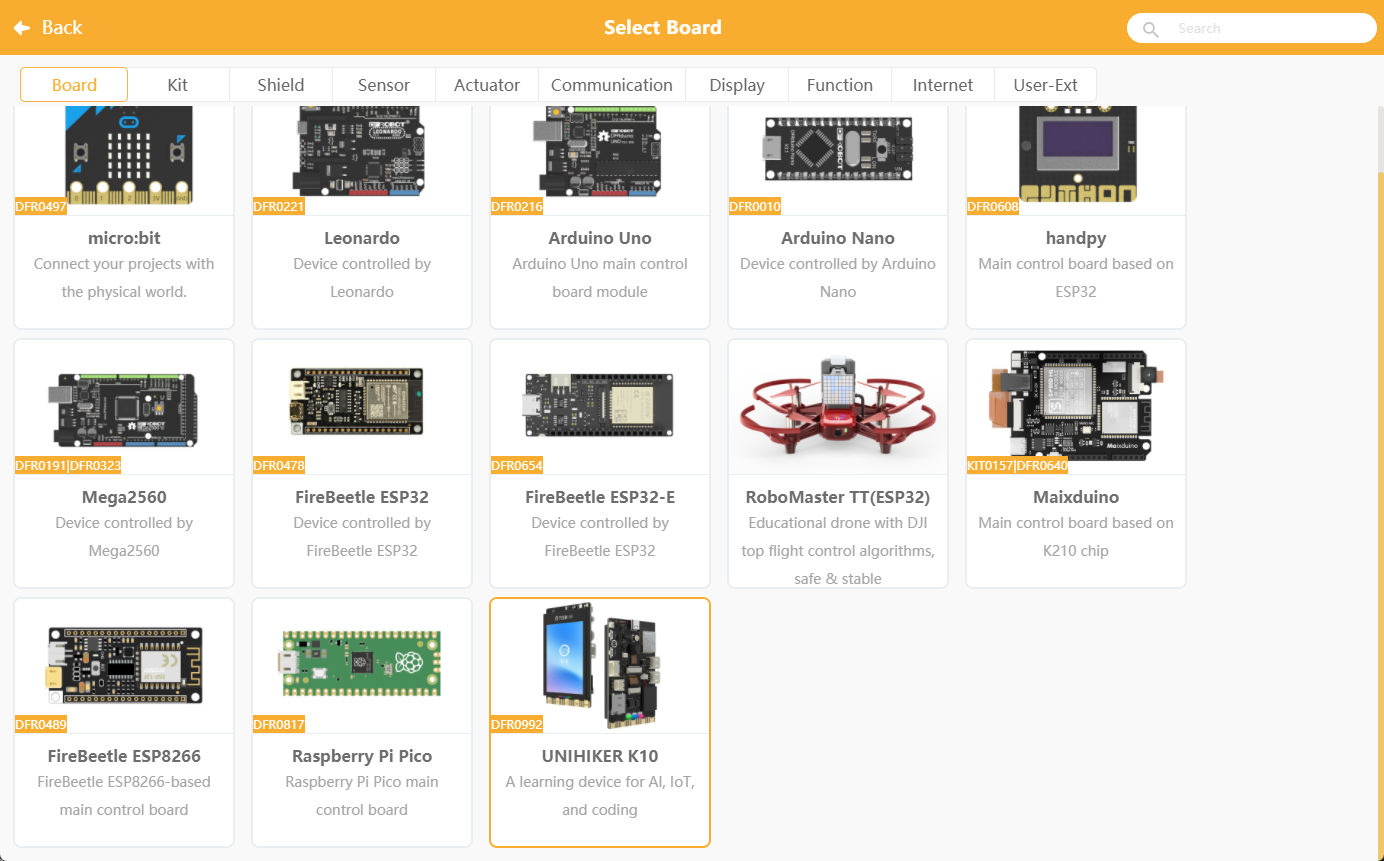 Back
Select Board
Search
Board
Kit
Shield
Sensor
Actuator
Communication
Display
Function
Internet
User-Ext
DFR0497
DFR0221
LEONARDO
DFR0216
DFR0010
DFR0608
micro:bit
Connect your projects with
the physical world.
Leonardo
Device controlled by
Leonardo
Arduino Uno
Arduino Uno main control
board module
Arduino Nano
Device controlled by Arduino
Nano
handpy
Main control board based on
ESP32
DFR0191|DFR0323
DFR0478
DFR0654
Maixduino
KIT0157|DFR0640
Mega2560
Device controlled by
Mega2560
FireBeetle ESP32
Device controlled by
FireBeetle ESP32
FireBeetle ESP32-E
Device controlled by
FireBeetle ESP32
RoboMaster TT(ESP32)
Educational drone with DJI
top flight control algorithms,
safe & stable
Maixduino
Main control board based on
K210 chip
DFR0489
DFR0817
DFR0992
FireBeetle ESP8266
FireBeetle ESP8266-based
main control board
Raspberry Pi Pico
Raspberry Pi Pico main
control board
UNIHIKER K10
A learning device for AI, IoT,
and coding